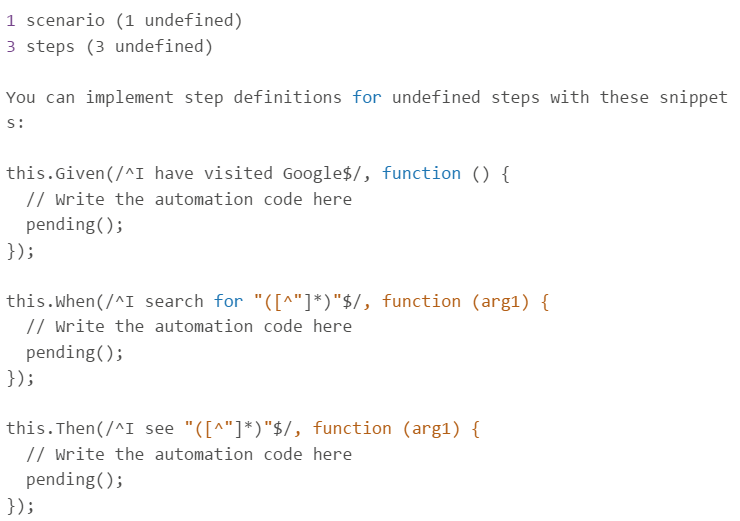 1 scenario (1 undefined)
3 steps (3 undefined)
You can implement step definitions for undefined steps with these snippet
s:
this.Given(/^I have visited Google$/, function () {
  // Write the automation code here
  pending();
});
this.When(/^I search for "([^"]*)"$/, function (arg1) {
  // Write the automation code here
  pending();
});
this.Then(/^I see "([^"]*)"$/, function (arg1) {
  // Write the automation code here
  pending();
});